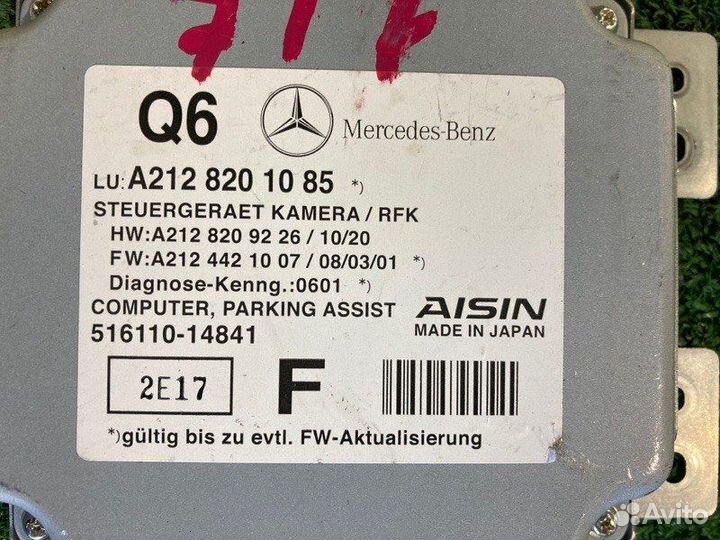 717
Q6
Mercedes-Benz
LU: A212 820 10 85 *)
STEUERGERAET KAMERA / RFK
HW:A212 820 92 26 / 10/20
FW:A212 442 10 07 / 08/03/01 *)
Diagnose-Kenng.:0601 *)
COMPUTER, PARKING ASSIST
AISIN
516110-14841
MADE IN JAPAN
2E17
F
*)gültig bis zu evtl. FW-Aktualisierung
Avito